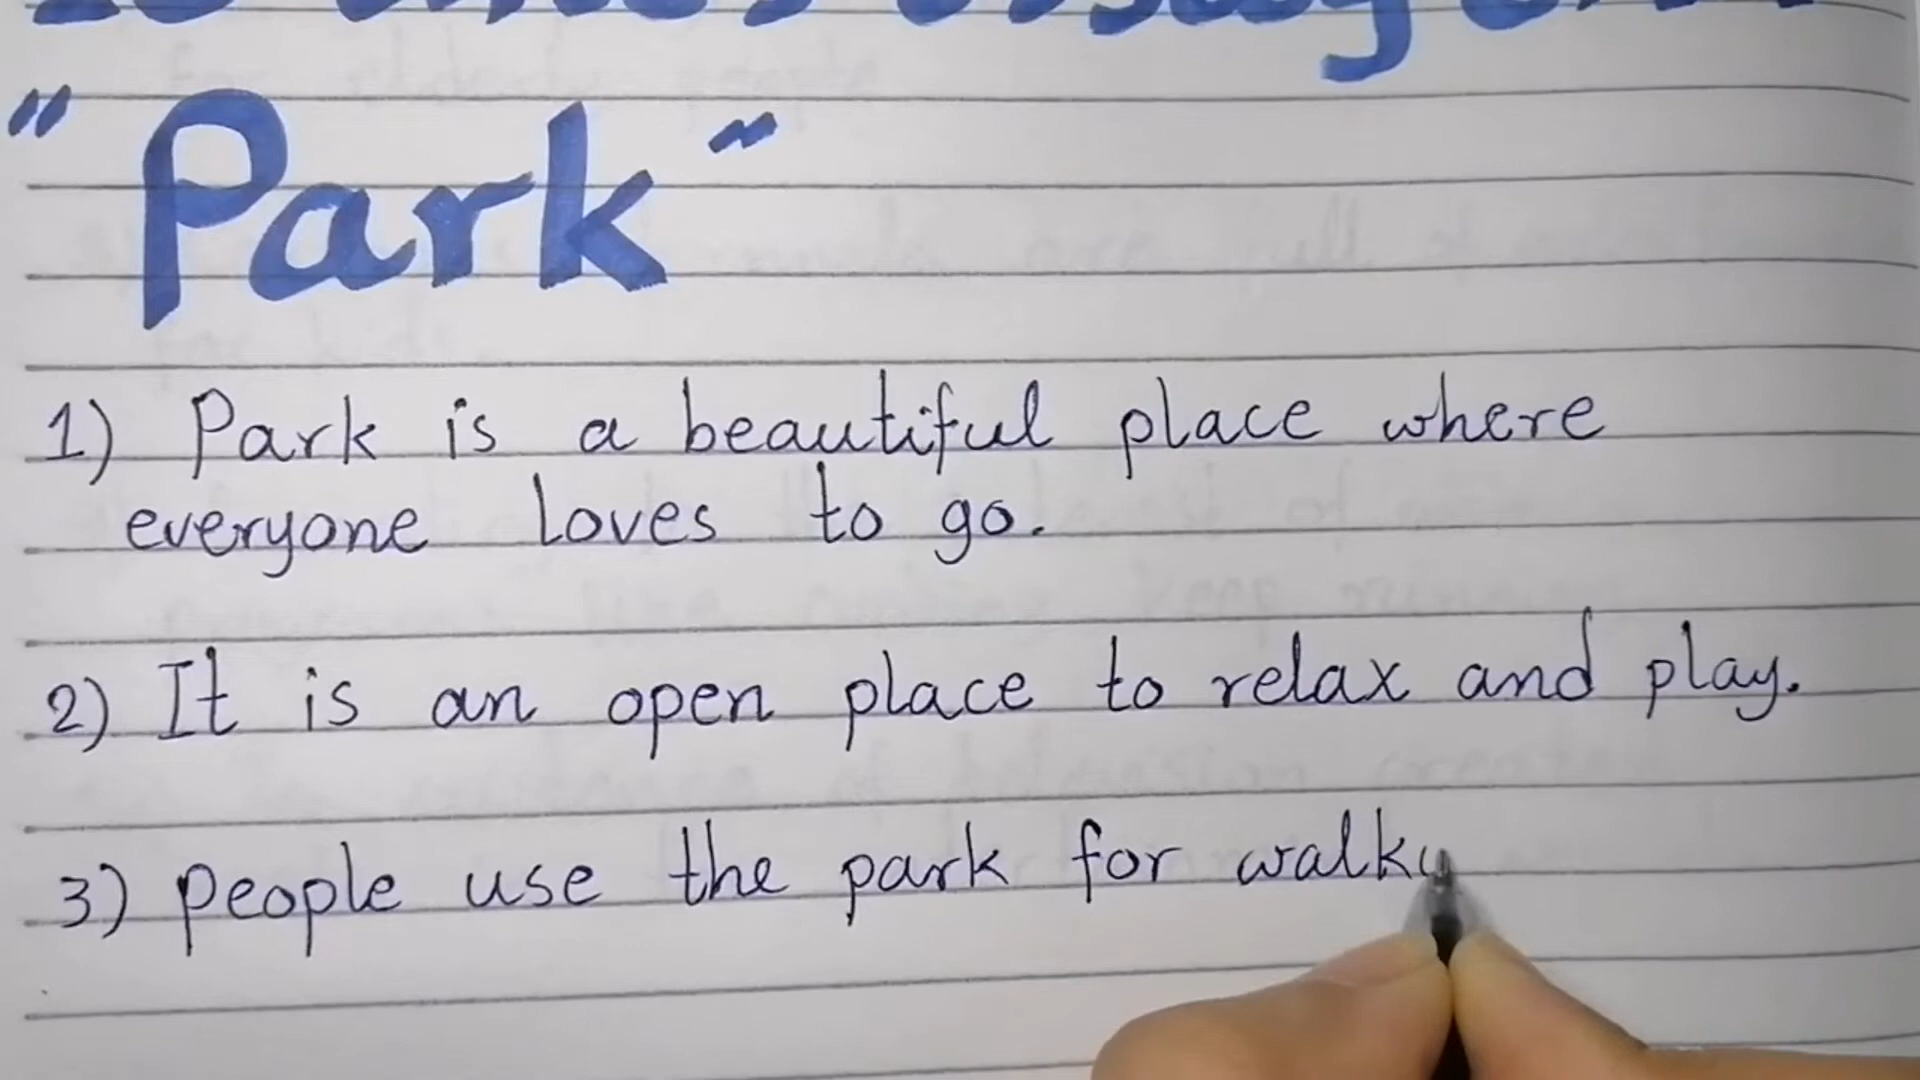 "Park"
1) Park is a beautiful place where
everyone loves to go.
2) It is an open place to relax and play.
3) People use the park for